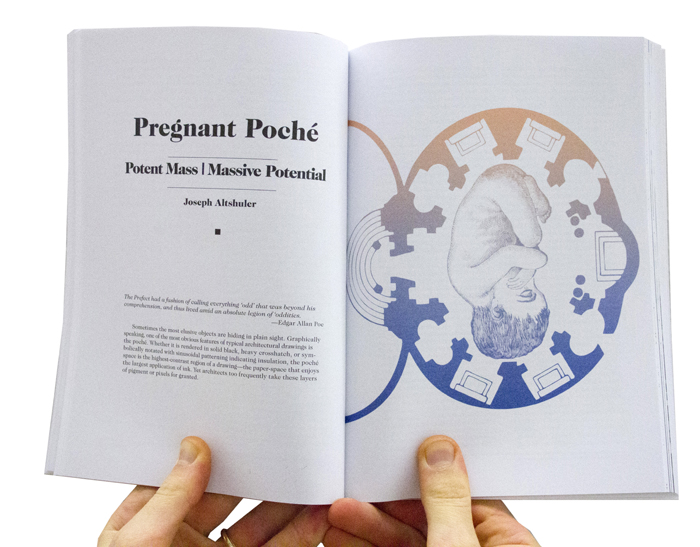 Pregnant Poché
Potent Mass | Massive Potential
Joseph Altshuler
The Prefect had a fashion of calling everything 'odd' that was beyond his
comprehension, and thus lived amid an absolute legion of 'oddities.
—Edgar Allan Poe
Sometimes the most elusive objects are hiding in plain sight. Graphically
speaking, one of the most obvious features of typical architectural drawings is
the poché. Whether it is rendered in solid black, heavy crosshatch, or sym-
bolically notated with sinusoidal patterning indicating insulation, the poché
space is the highest-contrast region of a drawing—the paper-space that enjoys
the largest application of ink. Yet architects too frequently take these layers
of pigment or pixels for granted.